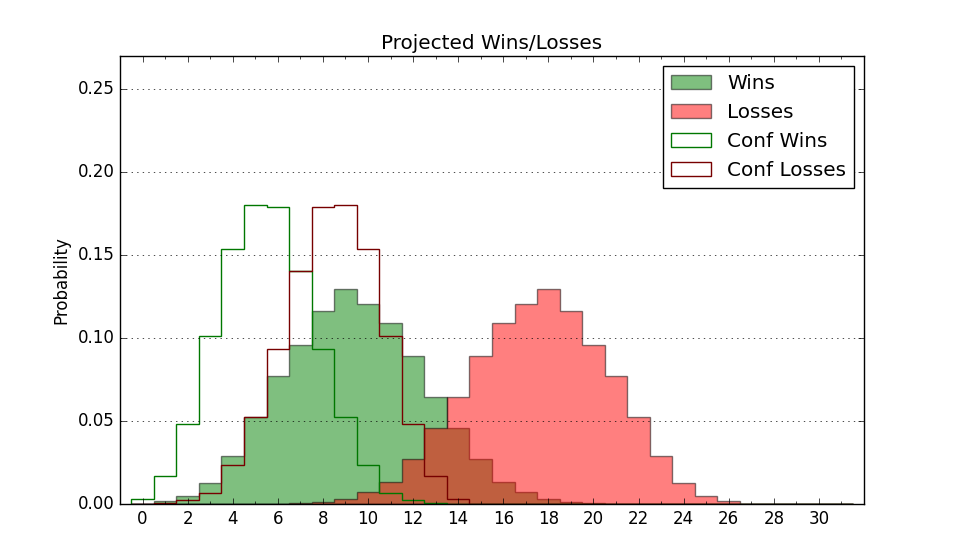 Projected Wins/Losses
Wins
Losses
Conf Wins
Conf Losses
Probability
0.25
0.20
0.15
0.10
0.05
0.00
0 2 4 6 8 10 12 14 16 18 20 22 24 26 28 30